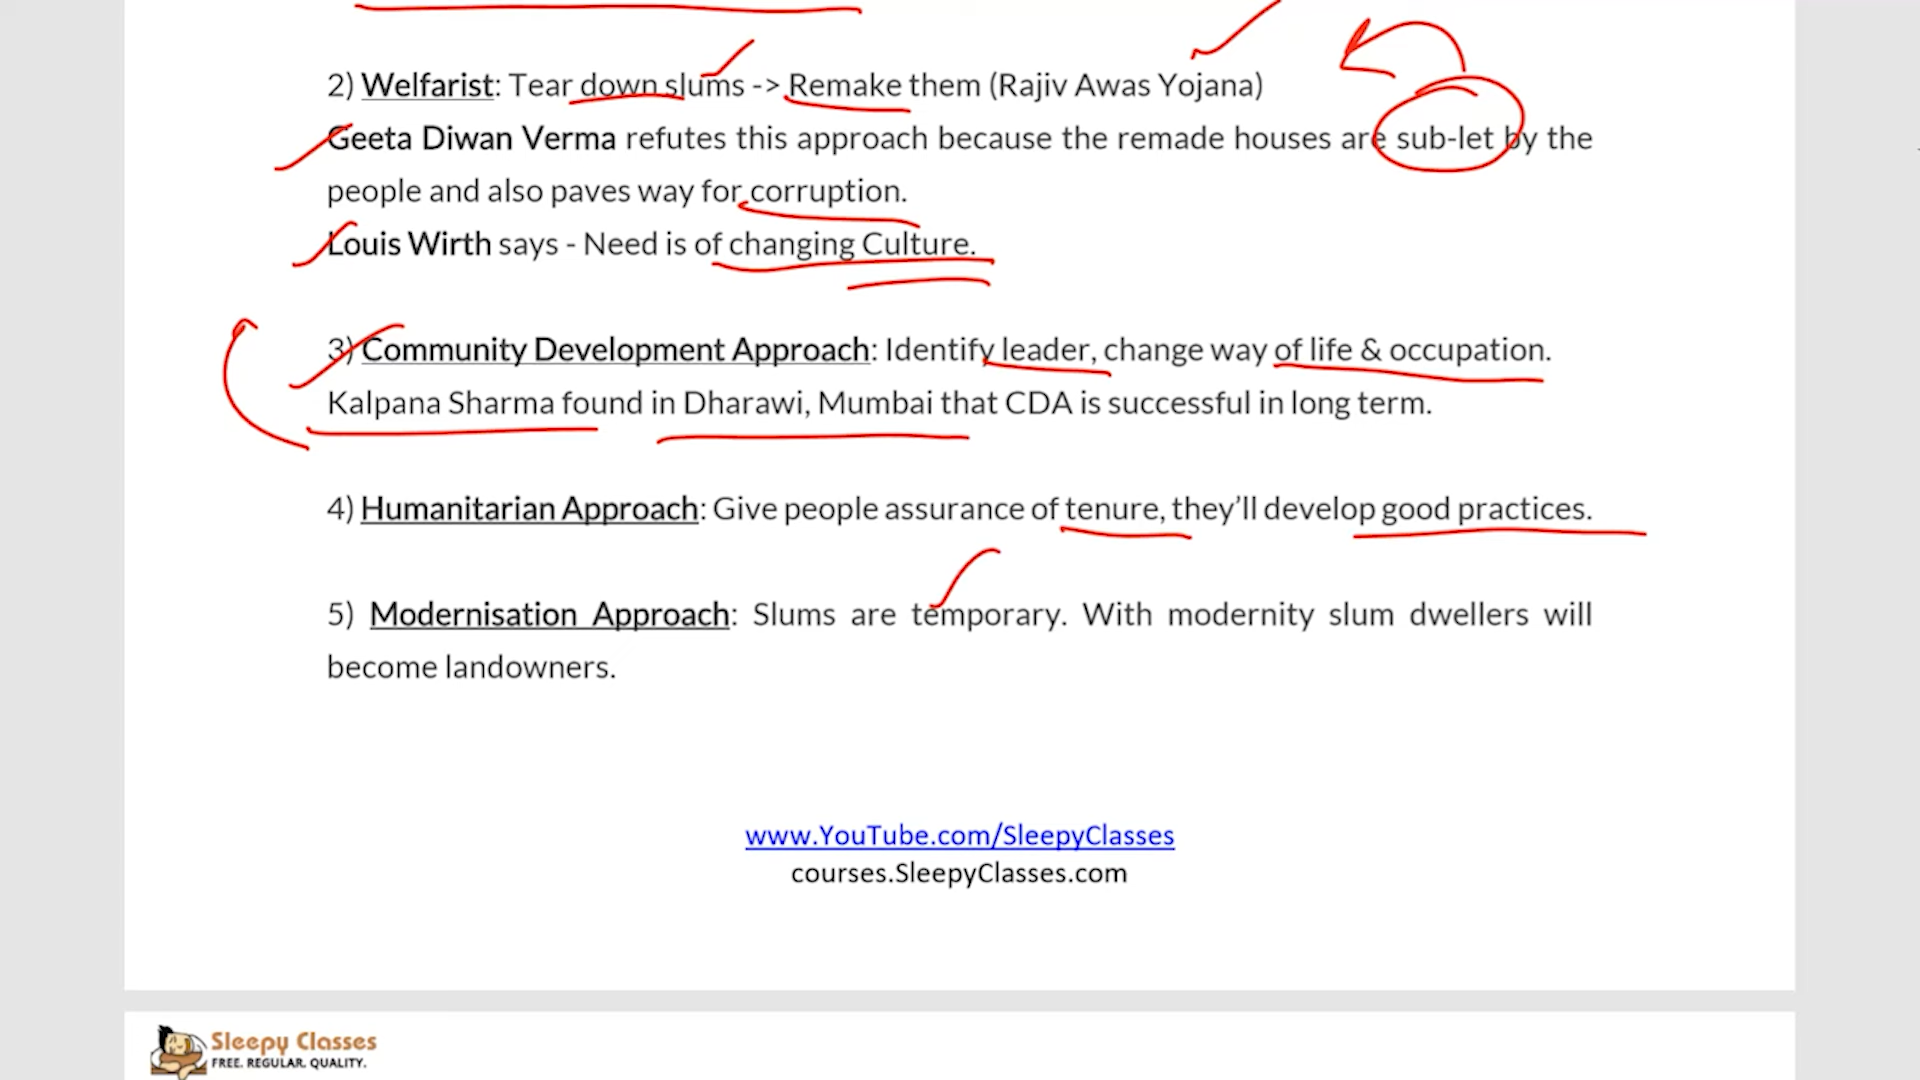 2) Welfarist: Tear down slums -> Remake them (Rajiv Awas Yojana)
Geeta Diwan Verma refutes this approach because the remade houses are sub-let by the
people and also paves way for corruption.
Louis Wirth says - Need is of changing Culture.
3) Community Development Approach: Identify leader, change way of life & occupation.
Kalpana Sharma found in Dharawi, Mumbai that CDA is successful in long term.
4) Humanitarian Approach: Give people assurance of tenure, they’ll develop good practices.
5) Modernisation Approach: Slums are temporary. With modernity slum dwellers will
become landowners.
www.YouTube.com/SleepyClasses
courses.SleepyClasses.com
Sleepy Classes
FREE. REGULAR. QUALITY.